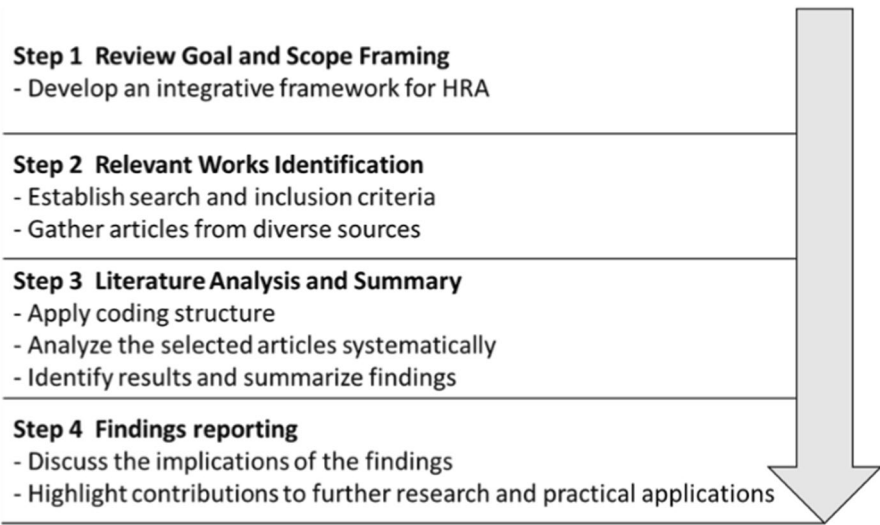 Step 1 Review Goal and Scope Framing
- Develop an integrative framework for HRA
Step 2 Relevant Works Identification
- Establish search and inclusion criteria
- Gather articles from diverse sources
Step 3 Literature Analysis and Summary
- Apply coding structure
- Analyze the selected articles systematically
- Identify results and summarize findings
Step 4 Findings reporting
- Discuss the implications of the findings
- Highlight contributions to further research and practical applications